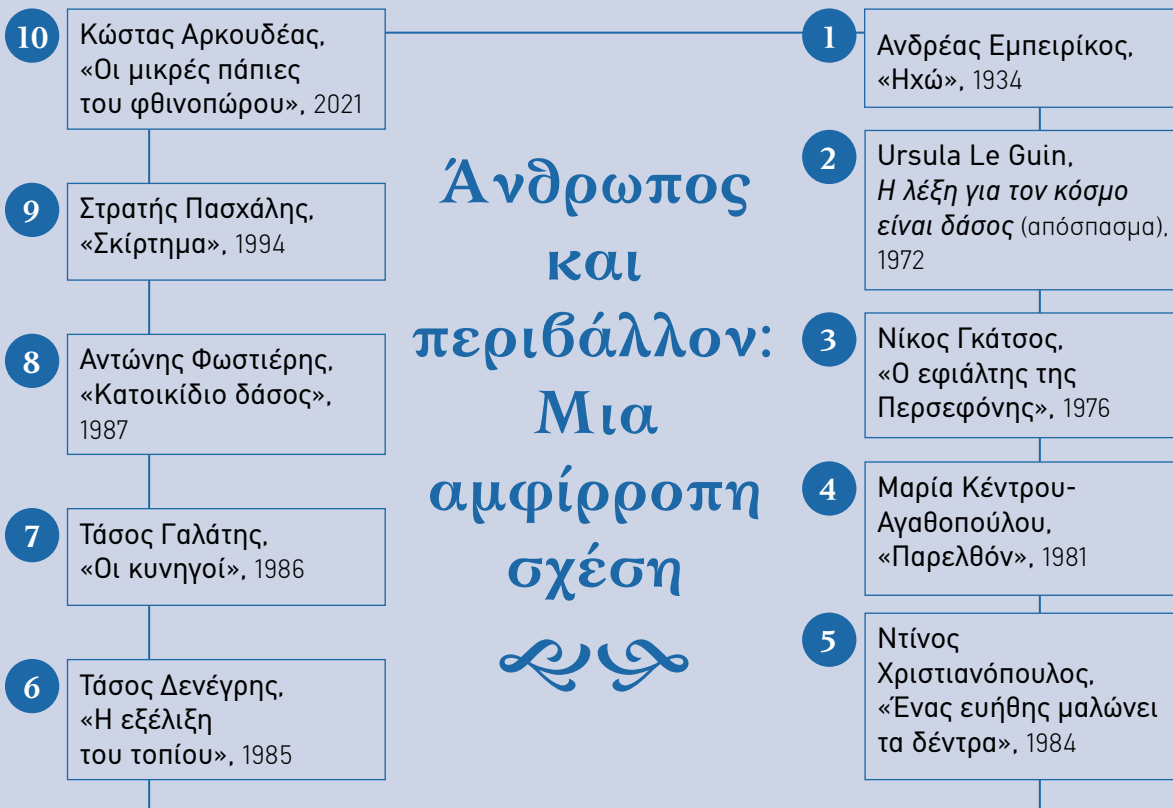 Άνθρωπος
και
περιβάλλον:
Μια
αμφίρροπη
σχέση
1
Ανδρέας Εμπειρίκος,
«Ηχώ», 1934
2
Ursula Le Guin,
Η λέξη για τον κόσμο
είναι δάσος (απόσπασμα),
1972
3
Νίκος Γκάτσος,
«Ο εφιάλτης της
Περσεφόνης», 1976
4
Μαρία Κέντρου-
Αγαθοπούλου,
«Παρελθόν», 1981
5
Ντίνος
Χριστιανόπουλος,
«Ένας ευήθης μαλώνει
τα δέντρα», 1984
6
Τάσος Δενέγρης,
«Η εξέλιξη
του τοπίου», 1985
7
Τάσος Γαλάτης,
«Οι κυνηγοί», 1986
8
Αντώνης Φωστιέρης,
«Κατοικίδιο δάσος»,
1987
9
Στρατής Πασχάλης,
«Σκίρτημα», 1994
10
Κώστας Αρκουδέας,
«Οι μικρές πάπιες
του φθινοπώρου», 2021